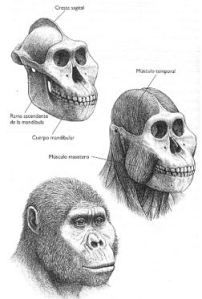 Cresta sagital
Músculo temporal
Rama ascendente
de la mandíbula
Cuerpo mandibular
Músculo masetero